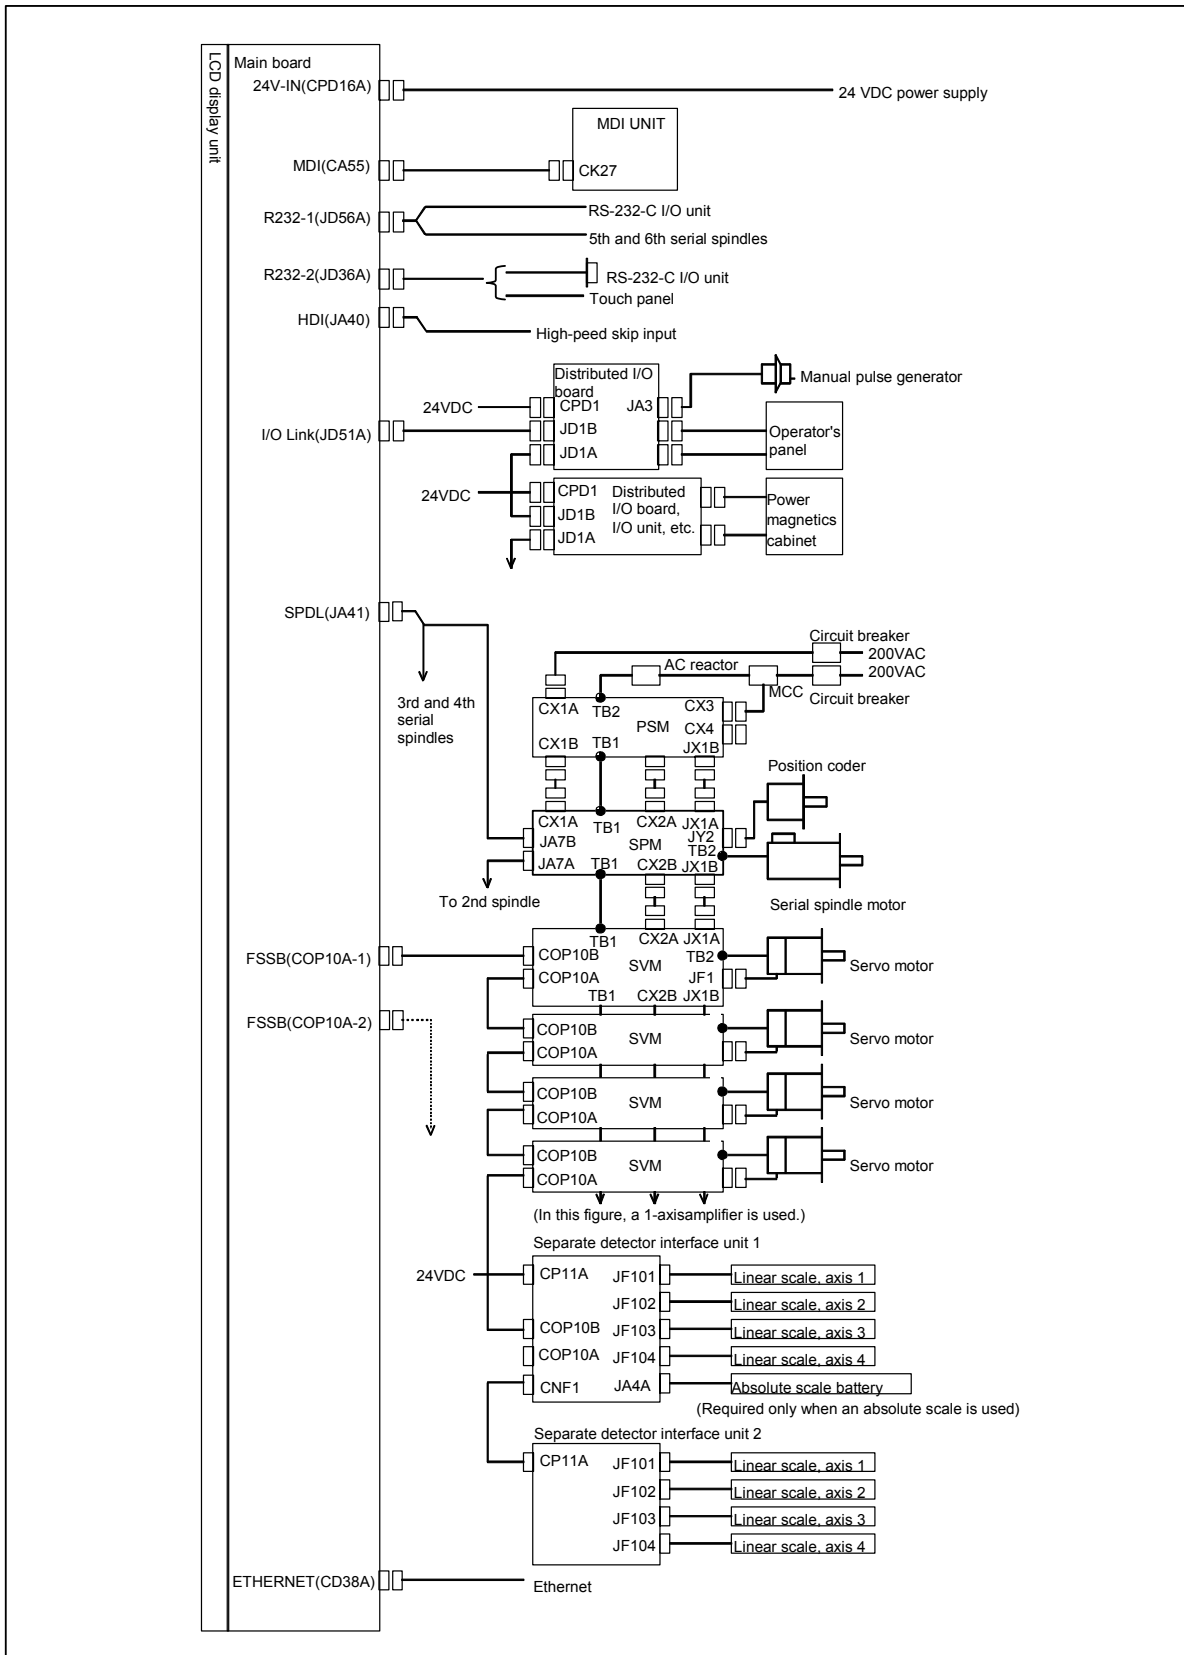 LCD display unit
Main board
24V-IN(CPD16A)
24 VDC power supply
MDI UNIT
MDI(CA55)
CK27
R232-1(JD56A)
RS-232-C I/O unit
5th and 6th serial spindles
R232-2(JD36A)
RS-232-C I/O unit
Touch panel
HDI(JA40)
High-peed skip input
Distributed I/O
board
Manual pulse generator
24VDC
CPD1
JA3
I/O Link(JD51A)
JD1B
JD1A
Operator's
panel
24VDC
CPD1
JD1B
JD1A
Distributed
I/O board,
I/O unit, etc.
Power
magnetics
cabinet
SPDL(JA41)
3rd and 4th
serial
spindles
Circuit breaker
200VAC
AC reactor
200VAC
MCC
Circuit breaker
CX1A
TB2
CX3
PSM
CX4
CX1B
TB1
JX1B
Position coder
CX1A
TB1
CX2A
JX1A
JA7B
SPM
JY2
TB2
JA7A
TB1
CX2B
JX1B
To 2nd spindle
Serial spindle motor
TB1
CX2A
JX1A
FSSB(COP10A-1)
COP10B
SVM
TB2
Servo motor
COP10A
JF1
TB1
CX2B
JX1B
FSSB(COP10A-2)
COP10B
SVM
Servo motor
COP10A
COP10B
SVM
Servo motor
COP10A
COP10B
SVM
Servo motor
COP10A
(In this figure, a 1-axisamplifier is used.)
Separate detector interface unit 1
24VDC
CP11A
JF101
Linear scale, axis 1
JF102
Linear scale, axis 2
COP10B
JF103
Linear scale, axis 3
COP10A
JF104
Linear scale, axis 4
CNF1
JA4A
Absolute scale battery
(Required only when an absolute scale is used)
Separate detector interface unit 2
CP11A
JF101
Linear scale, axis 1
JF102
Linear scale, axis 2
JF103
Linear scale, axis 3
JF104
Linear scale, axis 4
ETHERNET(CD38A)
Ethernet